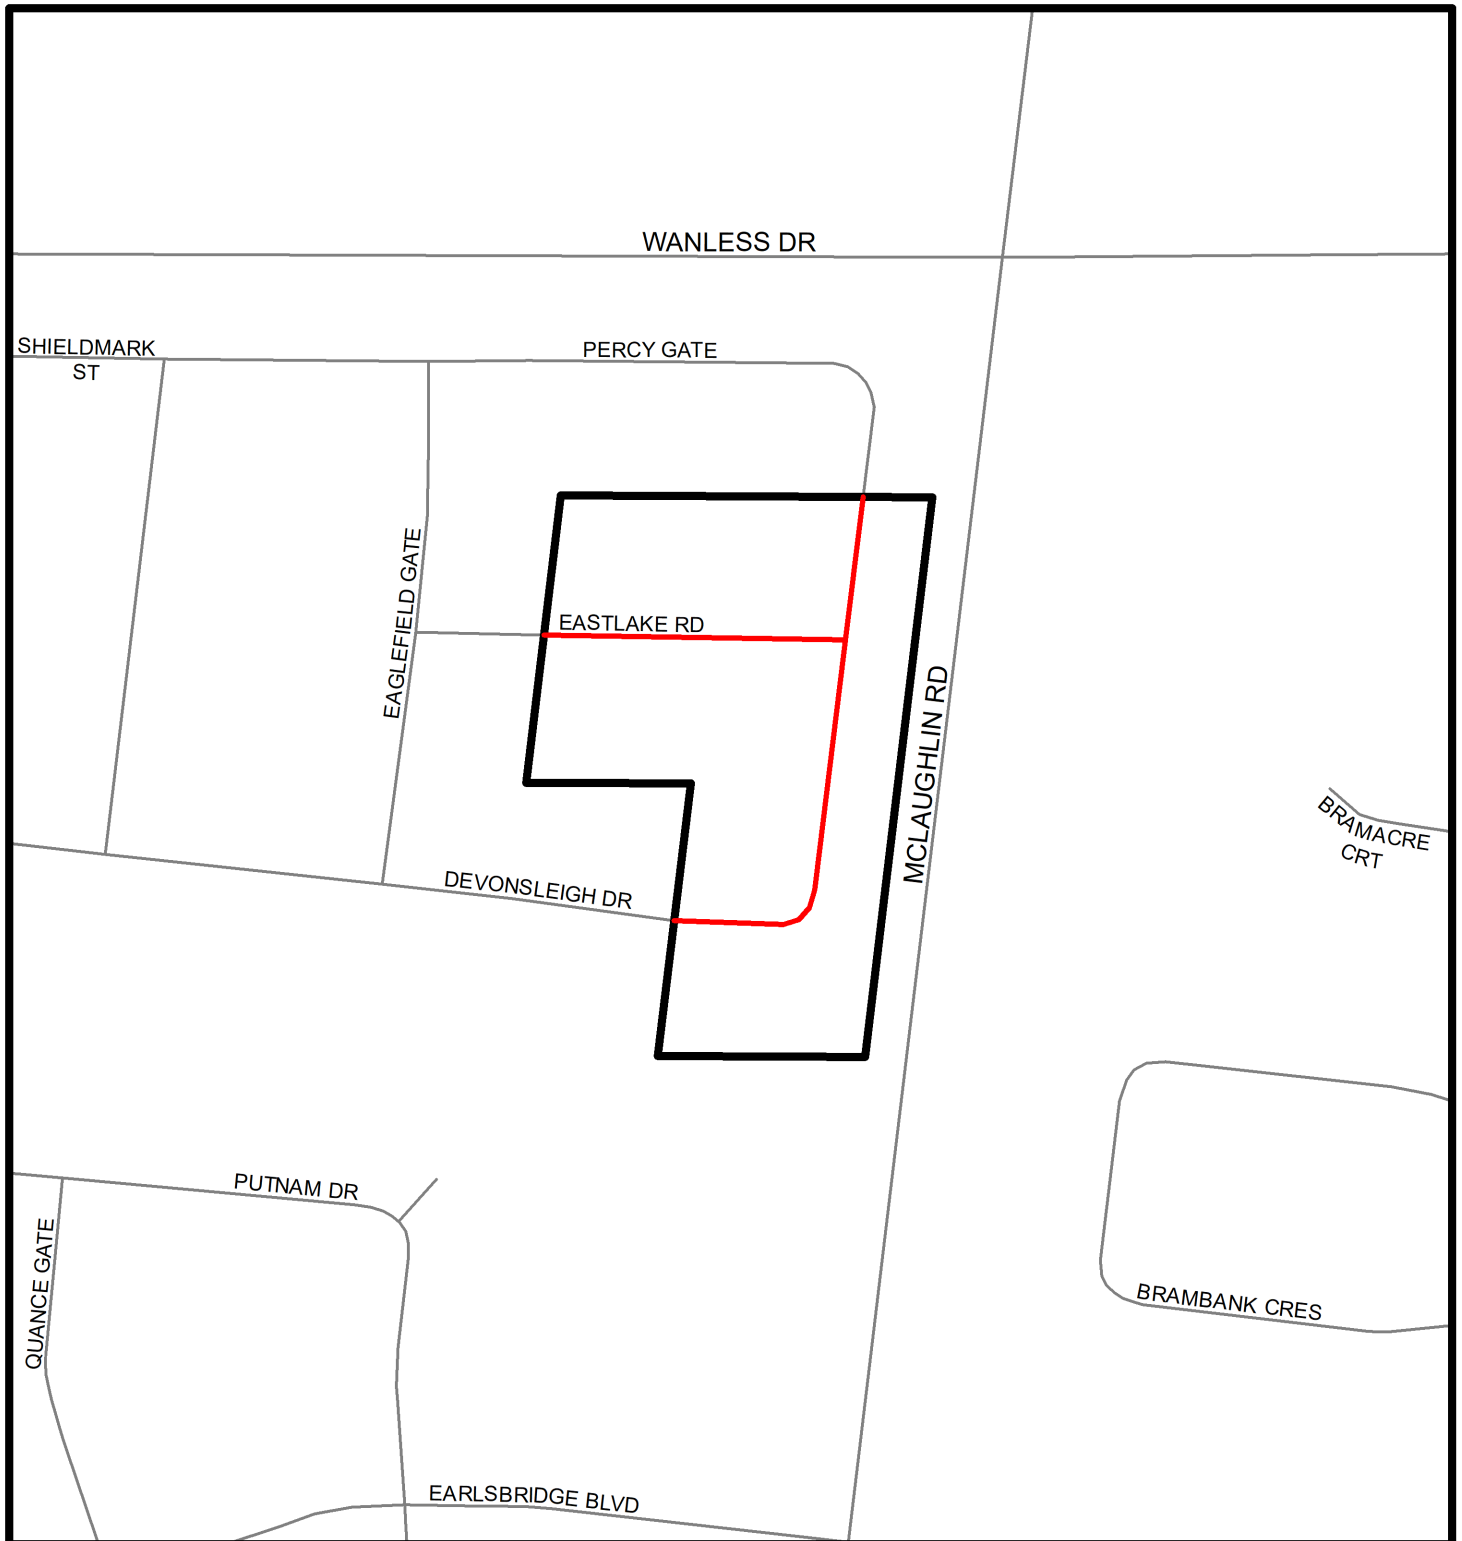 WANLESS DR
SHIELDMARK
ST
PERCY GATE
EAGLEFIELD GATE
EASTLAKE RD
MCLAUGHLIN RD
BRAMACRE
CRT
DEVONSLEIGH DR
PUTNAM DR
QUANCE GATE
BRAMBANK CRES
EARLSBRIDGE BLVD